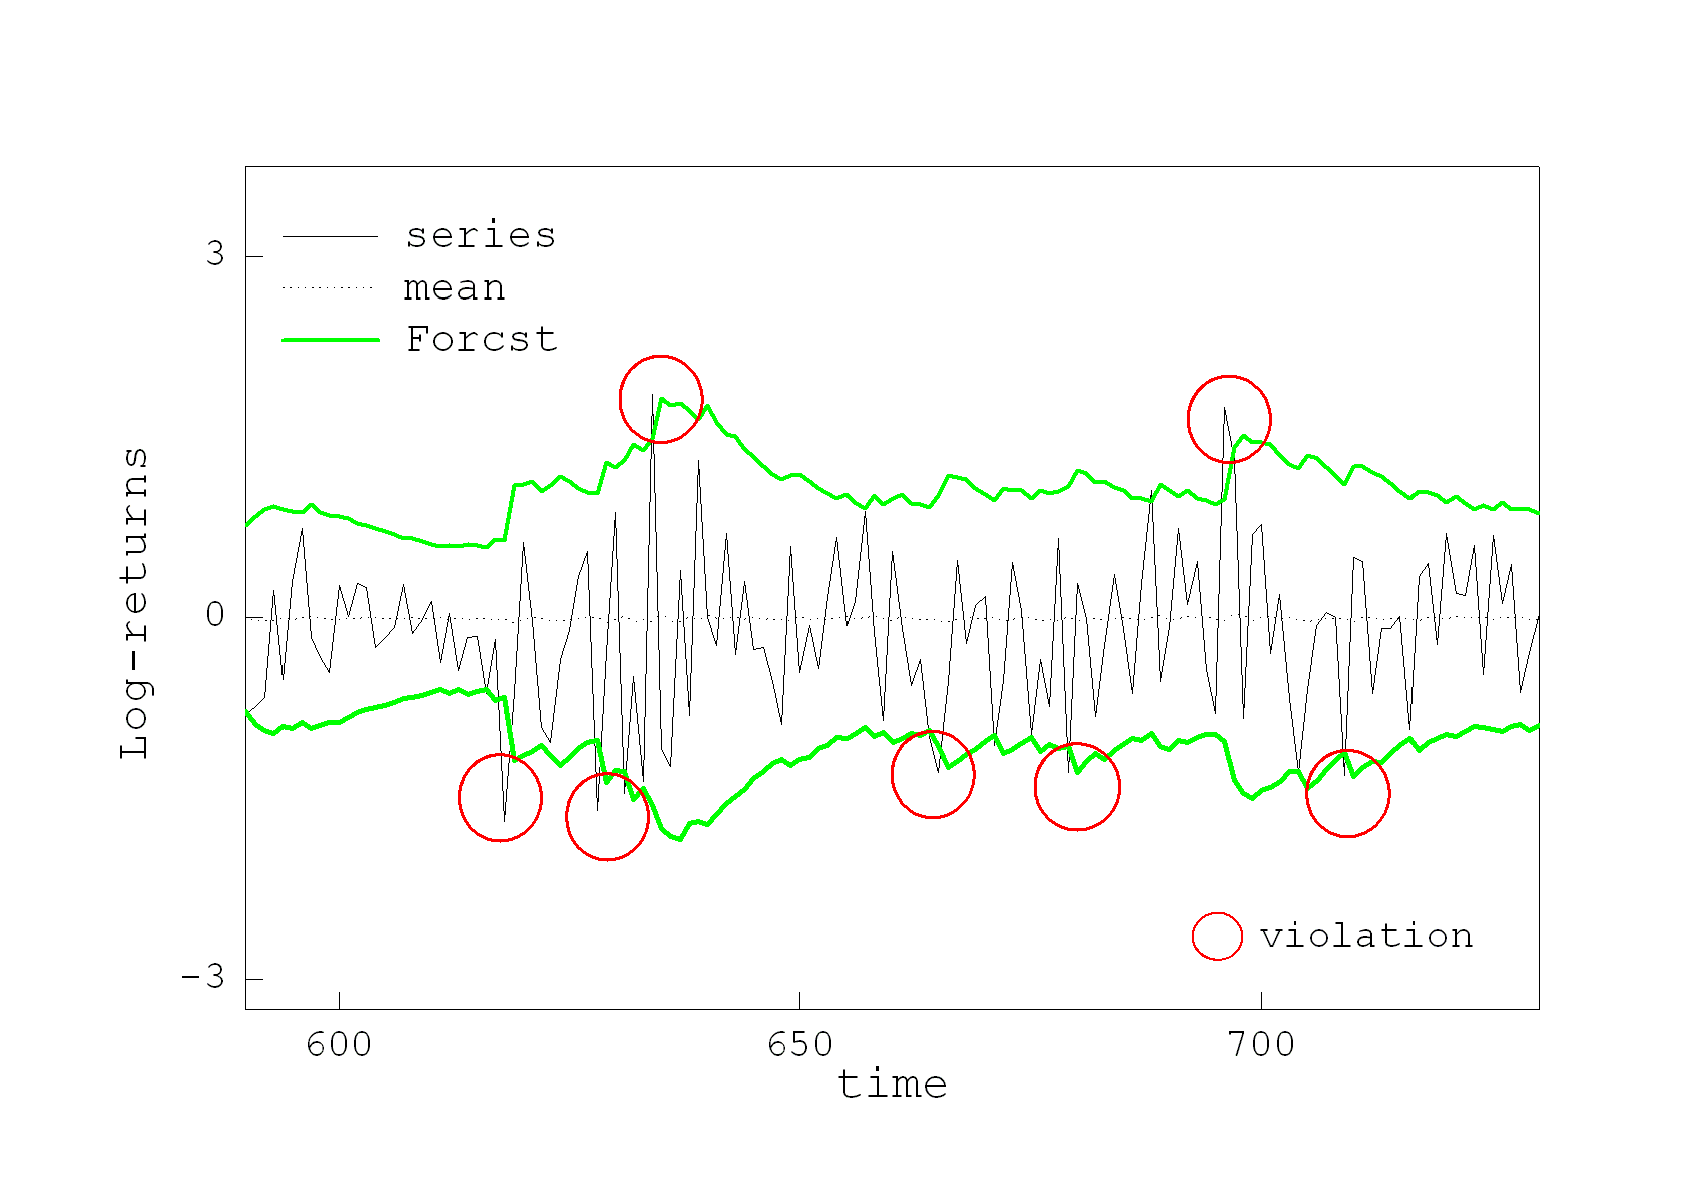 series
3
mean
Forcst
Log-returns
0
violation
-3
600 650 700
time